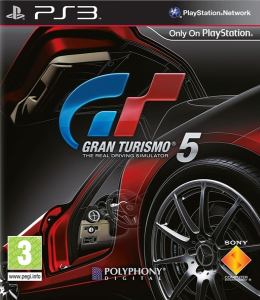 PS3
PlayStation®Network
Only On PlayStation®
GRAN TURISMO 5
THE REAL DRIVING SIMULATOR
3
www.pegi.info
POLYPHONY
DIGITAL
SONY